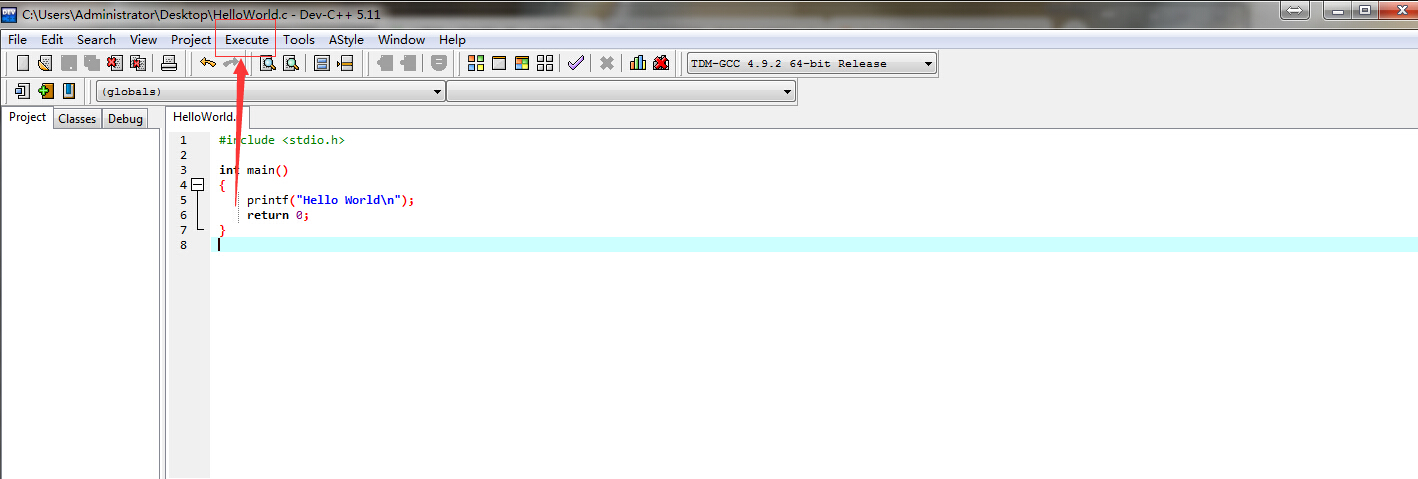 C:\Users\Administrator\Desktop\HelloWorld.c - Dev-C++ 5.11
File Edit Search View Project Execute Tools AStyle Window Help
TDM-GCC 4.9.2 64-bit Release
(globals)
Project Classes Debug
HelloWorld.
1 #include <stdio.h>
2
3 int main()
4 {
5 printf("Hello World\n");
6 return 0;
7 }
8